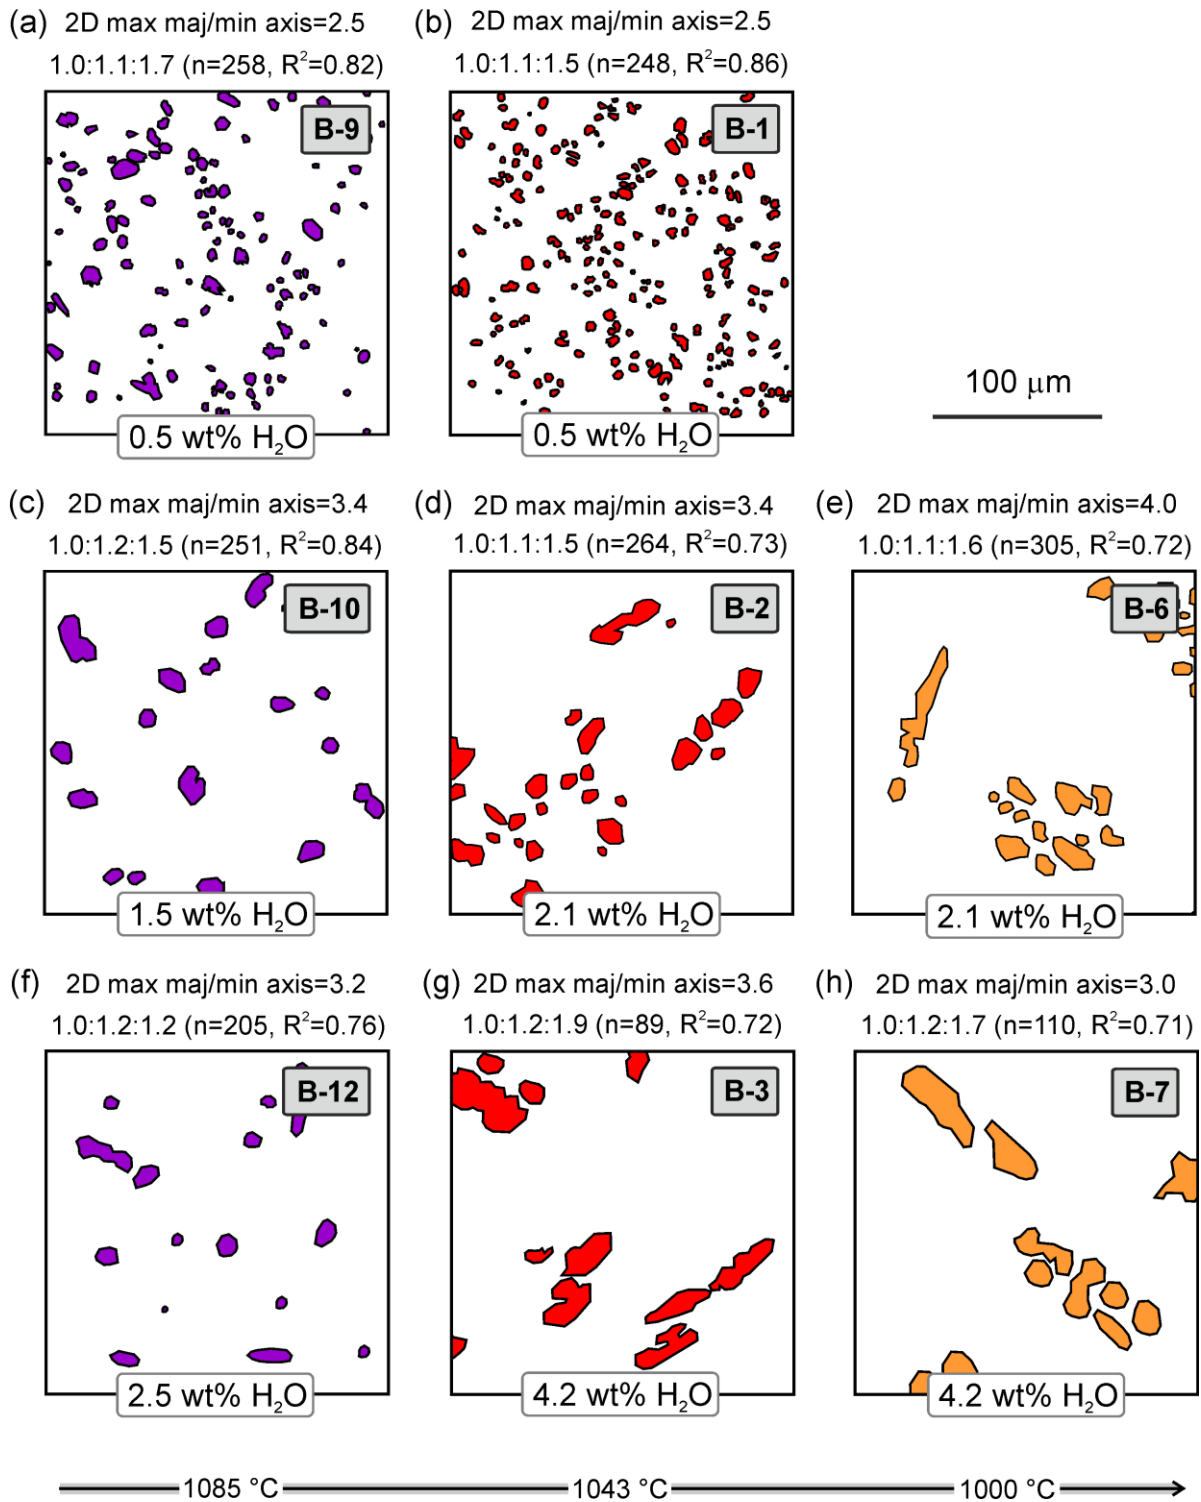 (a) 2D max maj/min axis=2.5
1.0:1.1:1.7 (n=258, R²=0.82)
B-9
0.5 wt% H₂O
(b) 2D max maj/min axis=2.5
1.0:1.1:1.5 (n=248, R²=0.86)
B-1
0.5 wt% H₂O
100 μm
(c) 2D max maj/min axis=3.4
1.0:1.2:1.5 (n=251, R²=0.84)
B-10
1.5 wt% H₂O
(d) 2D max maj/min axis=3.4
1.0:1.1:1.5 (n=264, R²=0.73)
B-2
2.1 wt% H₂O
(e) 2D max maj/min axis=4.0
1.0:1.1:1.6 (n=305, R²=0.72)
B-6
2.1 wt% H₂O
(f) 2D max maj/min axis=3.2
1.0:1.2:1.2 (n=205, R²=0.76)
B-12
2.5 wt% H₂O
(g) 2D max maj/min axis=3.6
1.0:1.2:1.9 (n=89, R²=0.72)
B-3
4.2 wt% H₂O
(h) 2D max maj/min axis=3.0
1.0:1.2:1.7 (n=110, R²=0.71)
B-7
4.2 wt% H₂O
1085 °C 1043 °C 1000 °C